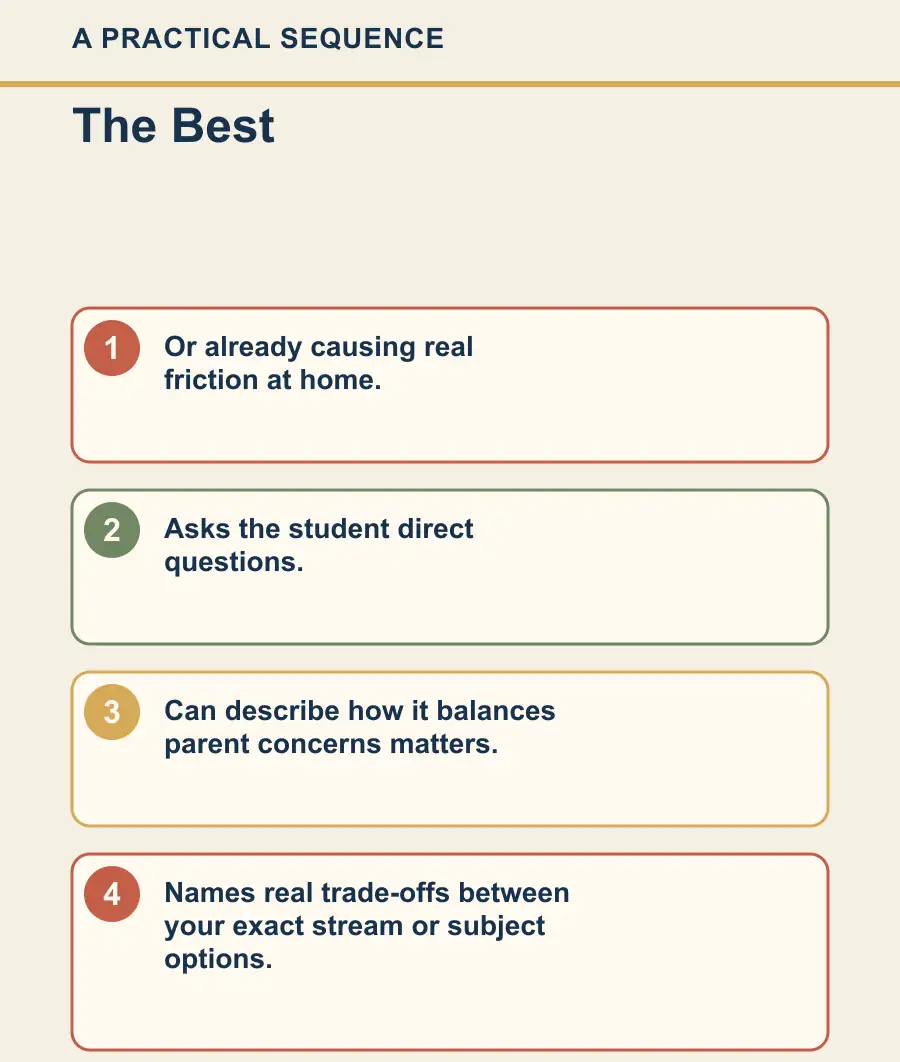 A PRACTICAL SEQUENCE
The Best
1
Or already causing real
friction at home.
2
Asks the student direct
questions.
3
Can describe how it balances
parent concerns matters.
4
Names real trade-offs between
your exact stream or subject
options.